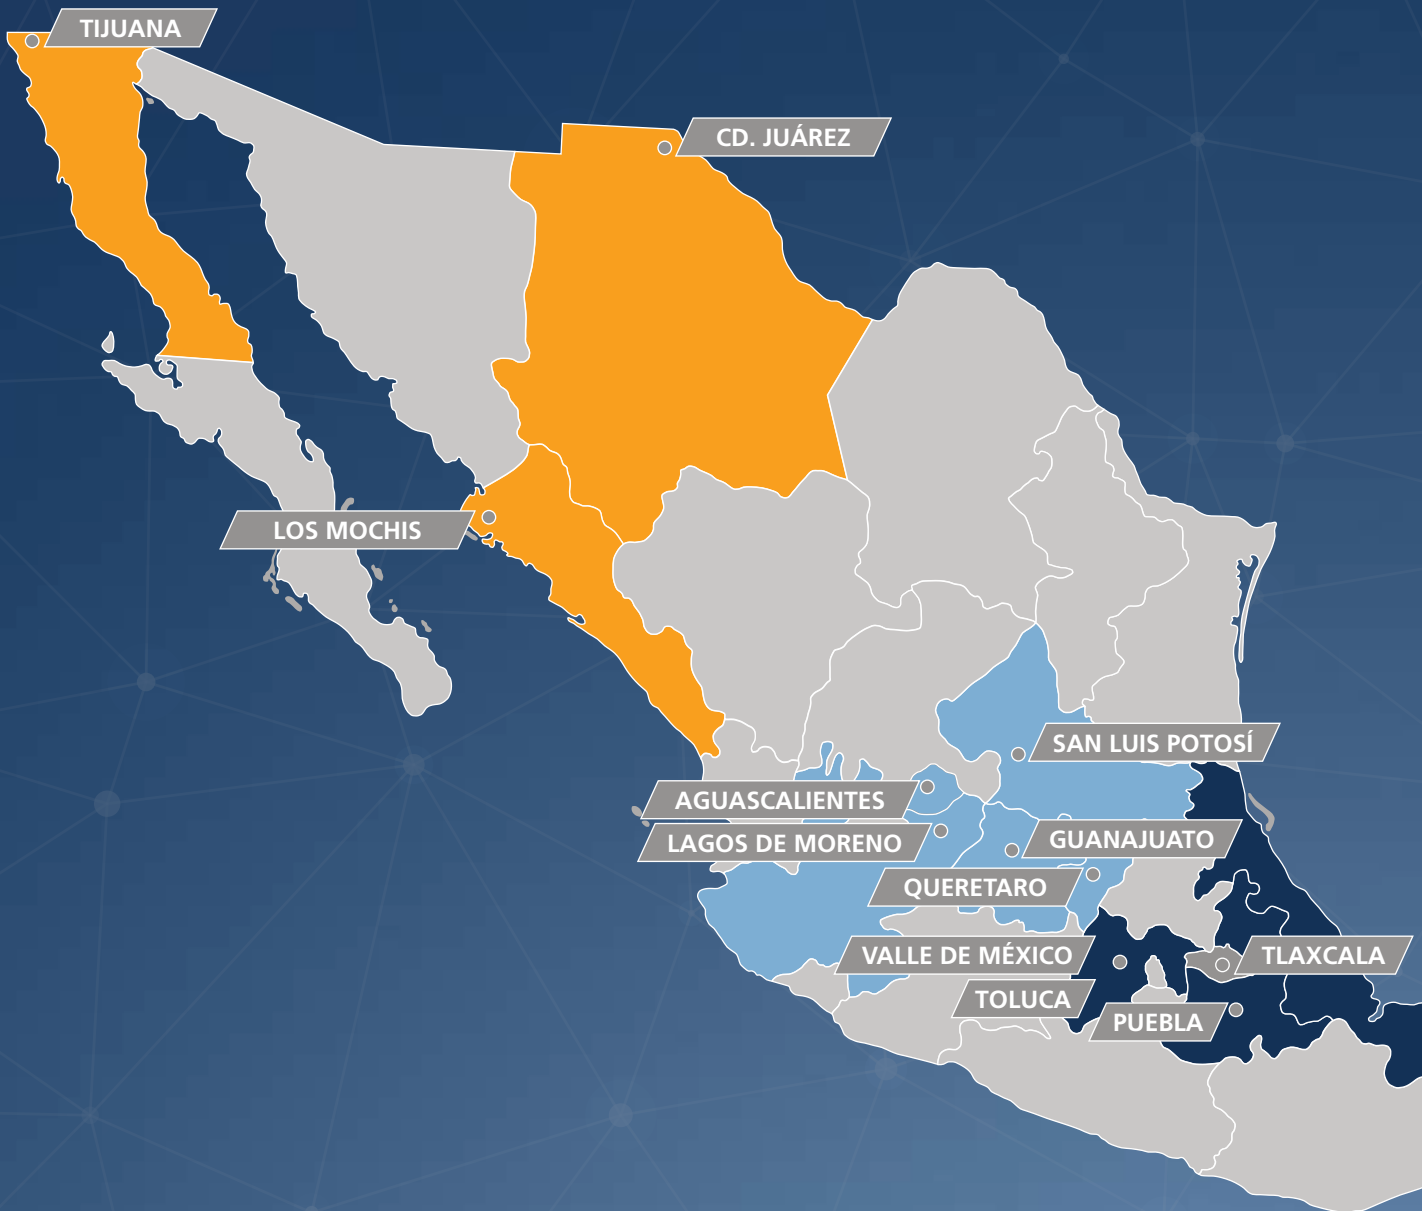 TIJUANA
CD. JUÁREZ
LOS MOCHIS
SAN LUIS POTOSÍ
AGUASCALIENTES
LAGOS DE MORENO
GUANAJUATO
QUERETARO
VALLE DE MÉXICO
TLAXCALA
TOLUCA
PUEBLA